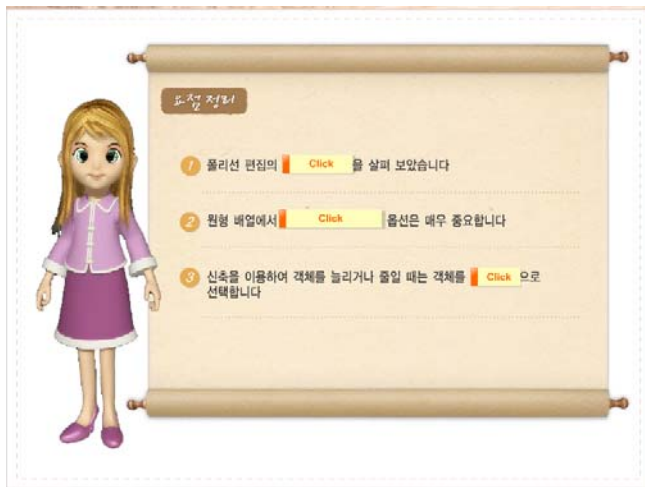 요점정리
1 폴리선 편집의 Click 을 살펴 보았습니다
2 원형 배열에서 Click 옵션은 매우 중요합니다
3 신축을 이용하여 객체를 늘리거나 줄일 때는 객체를 Click 으로
선택합니다